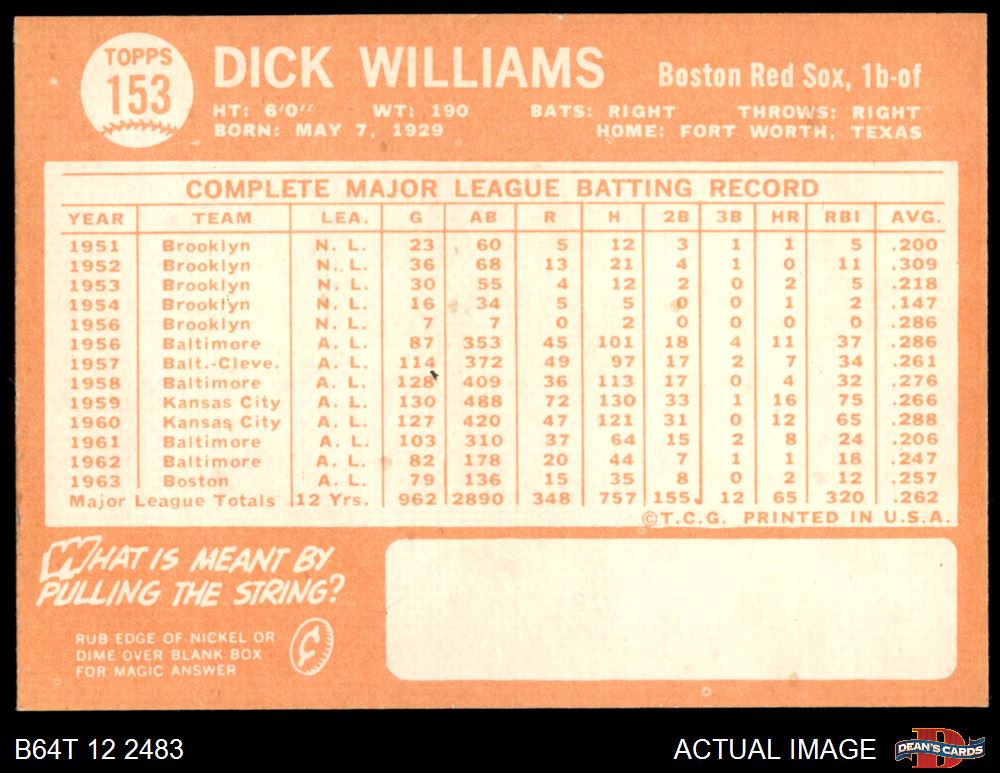 TOPPS
153
DICK WILLIAMS
Boston Red Sox, 1b-of
HT: 6'0" WT: 190 BATS: RIGHT THROWS: RIGHT
BORN: MAY 7, 1929 HOME: FORT WORTH, TEXAS
COMPLETE MAJOR LEAGUE BATTING RECORD
YEAR TEAM LEA. G AB R H 2B 3B HR RBI AVG.
1951 Brooklyn N. L. 23 60 5 12 3 1 1 5 .200
1952 Brooklyn N. L. 36 68 13 21 4 1 0 11 .309
1953 Brooklyn N. L. 30 55 4 12 2 0 2 5 .218
1954 Brooklyn N. L. 16 34 5 5 0 0 1 2 .147
1956 Brooklyn N. L. 7 7 0 2 0 0 0 0 .286
1956 Baltimore A. L. 87 353 45 101 18 4 11 37 .286
1957 Balt.-Cleve. A. L. 114 372 49 97 17 2 7 34 .261
1958 Baltimore A. L. 128 409 36 113 17 0 4 32 .276
1959 Kansas City A. L. 130 488 72 130 33 1 16 75 .266
1960 Kansas City A. L. 127 420 47 121 31 0 12 65 .288
1961 Baltimore A. L. 103 310 37 64 15 2 8 24 .206
1962 Baltimore A. L. 82 178 20 44 7 1 1 18 .247
1963 Boston A. L. 79 136 15 35 8 0 2 12 .257
Major League Totals 12 Yrs. 962 2890 348 757 155 12 65 320 .262
©T.C.G. PRINTED IN U.S.A.
WHAT IS MEANT BY
PULLING THE STRING?
RUB EDGE OF NICKEL OR
DIME OVER BLANK BOX
FOR MAGIC ANSWER
¢
B64T 12 2483
ACTUAL IMAGE
D
DEAN'S CARDS